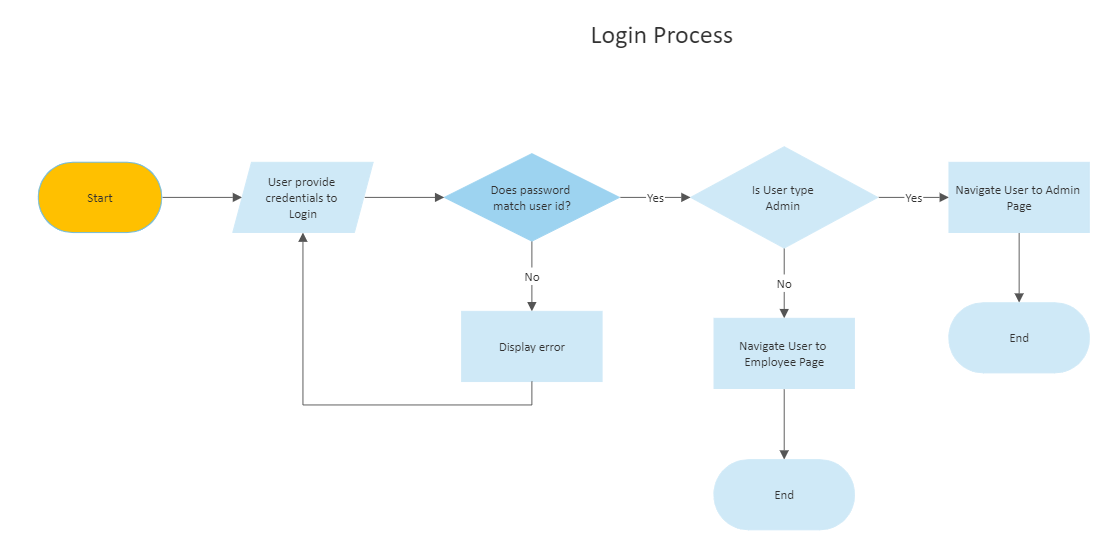 Login Process
Start
User provide
credentials to
Login
Does password
match user id?
Yes
Is User type
Admin
Yes
Navigate User to Admin
Page
No
Display error
No
Navigate User to
Employee Page
End
End